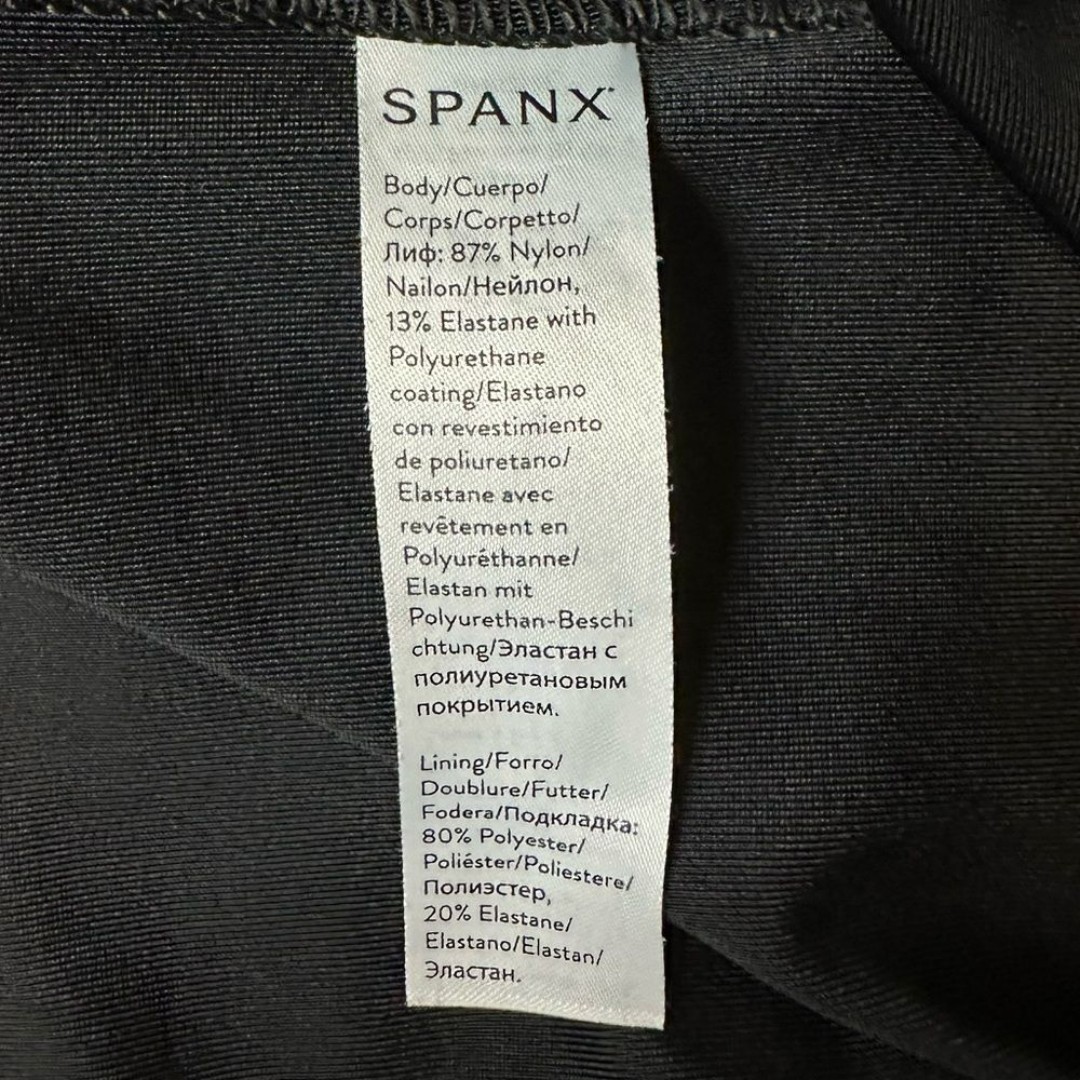 SPANX
Body/Cuerpo/
Corps/Corpetto/
Лиф: 87% Nylon/
Nailon/Нейлон,
13% Elastane with
Polyurethane
coating/Elastano
con revestimiento
de poliuretano/
Elastane avec
revêtement en
Polyuréthanne/
Elastan mit
Polyurethan-Beschi
chtung/Эластан с
полиуретановым
покрытием.
Lining/Forro/
Doublure/Futter/
Fodera/Подкладка:
80% Polyester/
Poliéster/Poliestere/
Полиэстер,
20% Elastane/
Elastano/Elastan/
Эластан.